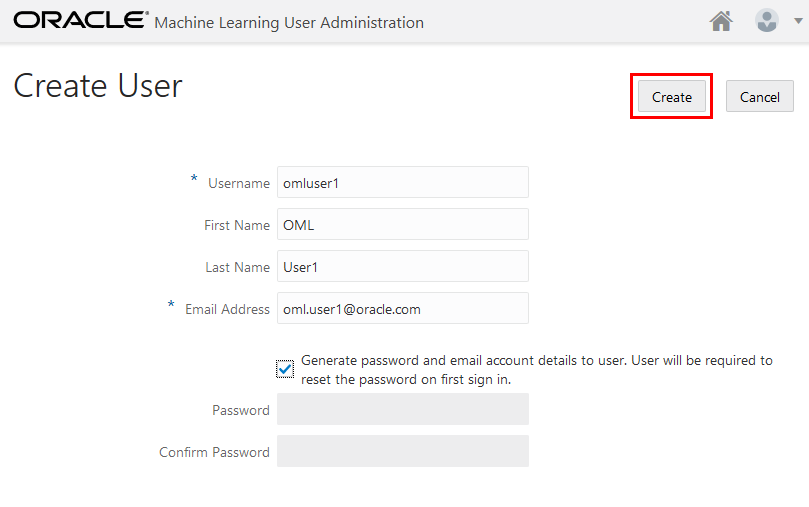 ORACLE® Machine Learning User Administration
Create User
Create Cancel
* Username omluser1
First Name OML
Last Name User1
* Email Address oml.user1@oracle.com
Generate password and email account details to user. User will be required to
reset the password on first sign in.
Password
Confirm Password